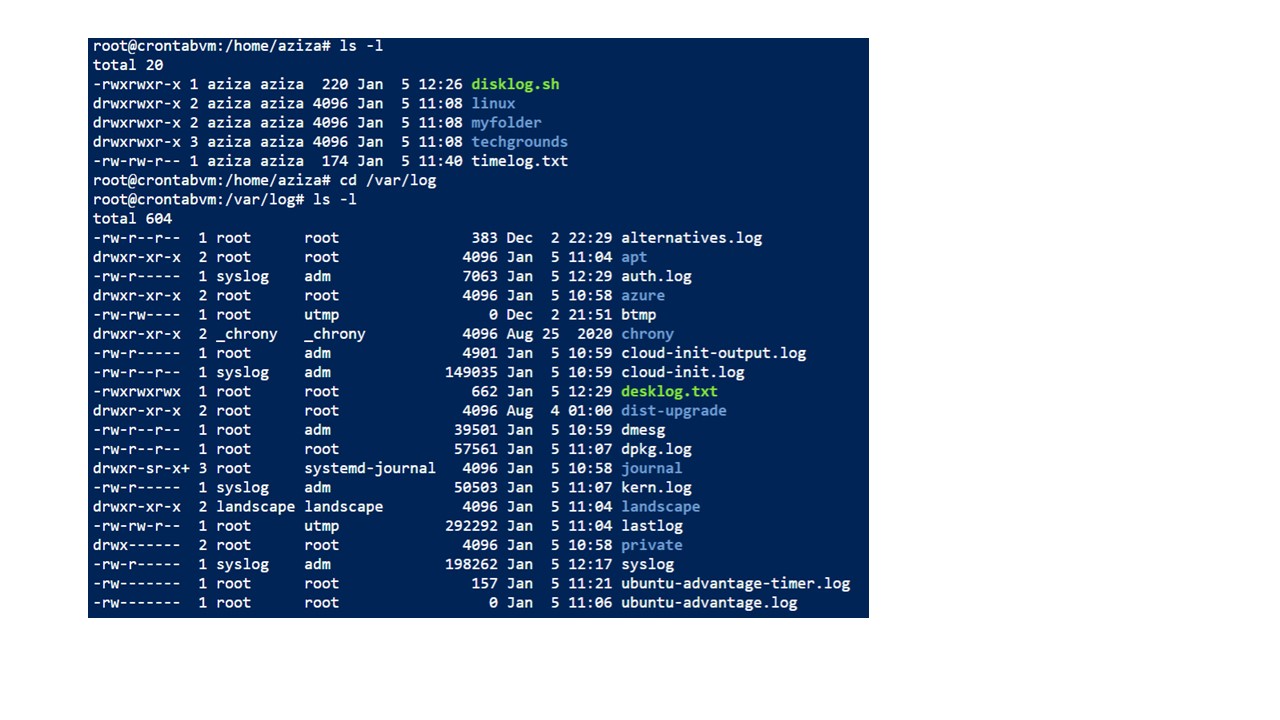 root@crontabvm:/home/aziza# ls -l
total 20
-rwxrwxr-x 1 aziza aziza  220 Jan  5 12:26 disklog.sh
drwxrwxr-x 2 aziza aziza 4096 Jan  5 11:08 linux
drwxrwxr-x 2 aziza aziza 4096 Jan  5 11:08 myfolder
drwxrwxr-x 3 aziza aziza 4096 Jan  5 11:08 techgrounds
-rw-rw-r-- 1 aziza aziza  174 Jan  5 11:40 timelog.txt
root@crontabvm:/home/aziza# cd /var/log
root@crontabvm:/var/log# ls -l
total 604
-rw-r--r--  1 root      root               383 Dec  2 22:29 alternatives.log
drwxr-xr-x  2 root      root              4096 Jan  5 11:04 apt
-rw-r-----  1 syslog    adm               7063 Jan  5 12:29 auth.log
drwxr-xr-x  2 root      root              4096 Jan  5 10:58 azure
-rw-rw----  1 root      utmp                 0 Dec  2 21:51 btmp
drwxr-xr-x  2 _chrony   _chrony           4096 Aug 25  2020 chrony
-rw-r-----  1 root      adm               4901 Jan  5 10:59 cloud-init-output.log
-rw-r--r--  1 syslog    adm             149035 Jan  5 10:59 cloud-init.log
-rwxrwxrwx  1 root      root               662 Jan  5 12:29 desklog.txt
drwxr-xr-x  2 root      root              4096 Aug  4 01:00 dist-upgrade
-rw-r--r--  1 root      adm              39501 Jan  5 10:59 dmesg
-rw-r--r--  1 root      root             57561 Jan  5 11:07 dpkg.log
drwxr-sr-x+ 3 root      systemd-journal   4096 Jan  5 10:58 journal
-rw-r-----  1 syslog    adm              50503 Jan  5 11:07 kern.log
drwxr-xr-x  2 landscape landscape         4096 Jan  5 11:04 landscape
-rw-rw-r--  1 root      utmp            292292 Jan  5 11:04 lastlog
drwx------  2 root      root              4096 Jan  5 10:58 private
-rw-r-----  1 syslog    adm             198262 Jan  5 12:17 syslog
-rw-------  1 root      root               157 Jan  5 11:21 ubuntu-advantage-timer.log
-rw-------  1 root      root                 0 Jan  5 11:06 ubuntu-advantage.log